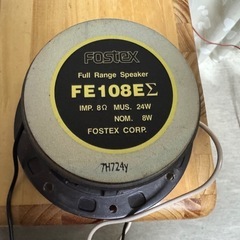 FOSTEX
Full Range Speaker
FE108EΣ
IMP. 8Ω MUS. 24W
NOM. 8W
FOSTEX CORP.
7H724y